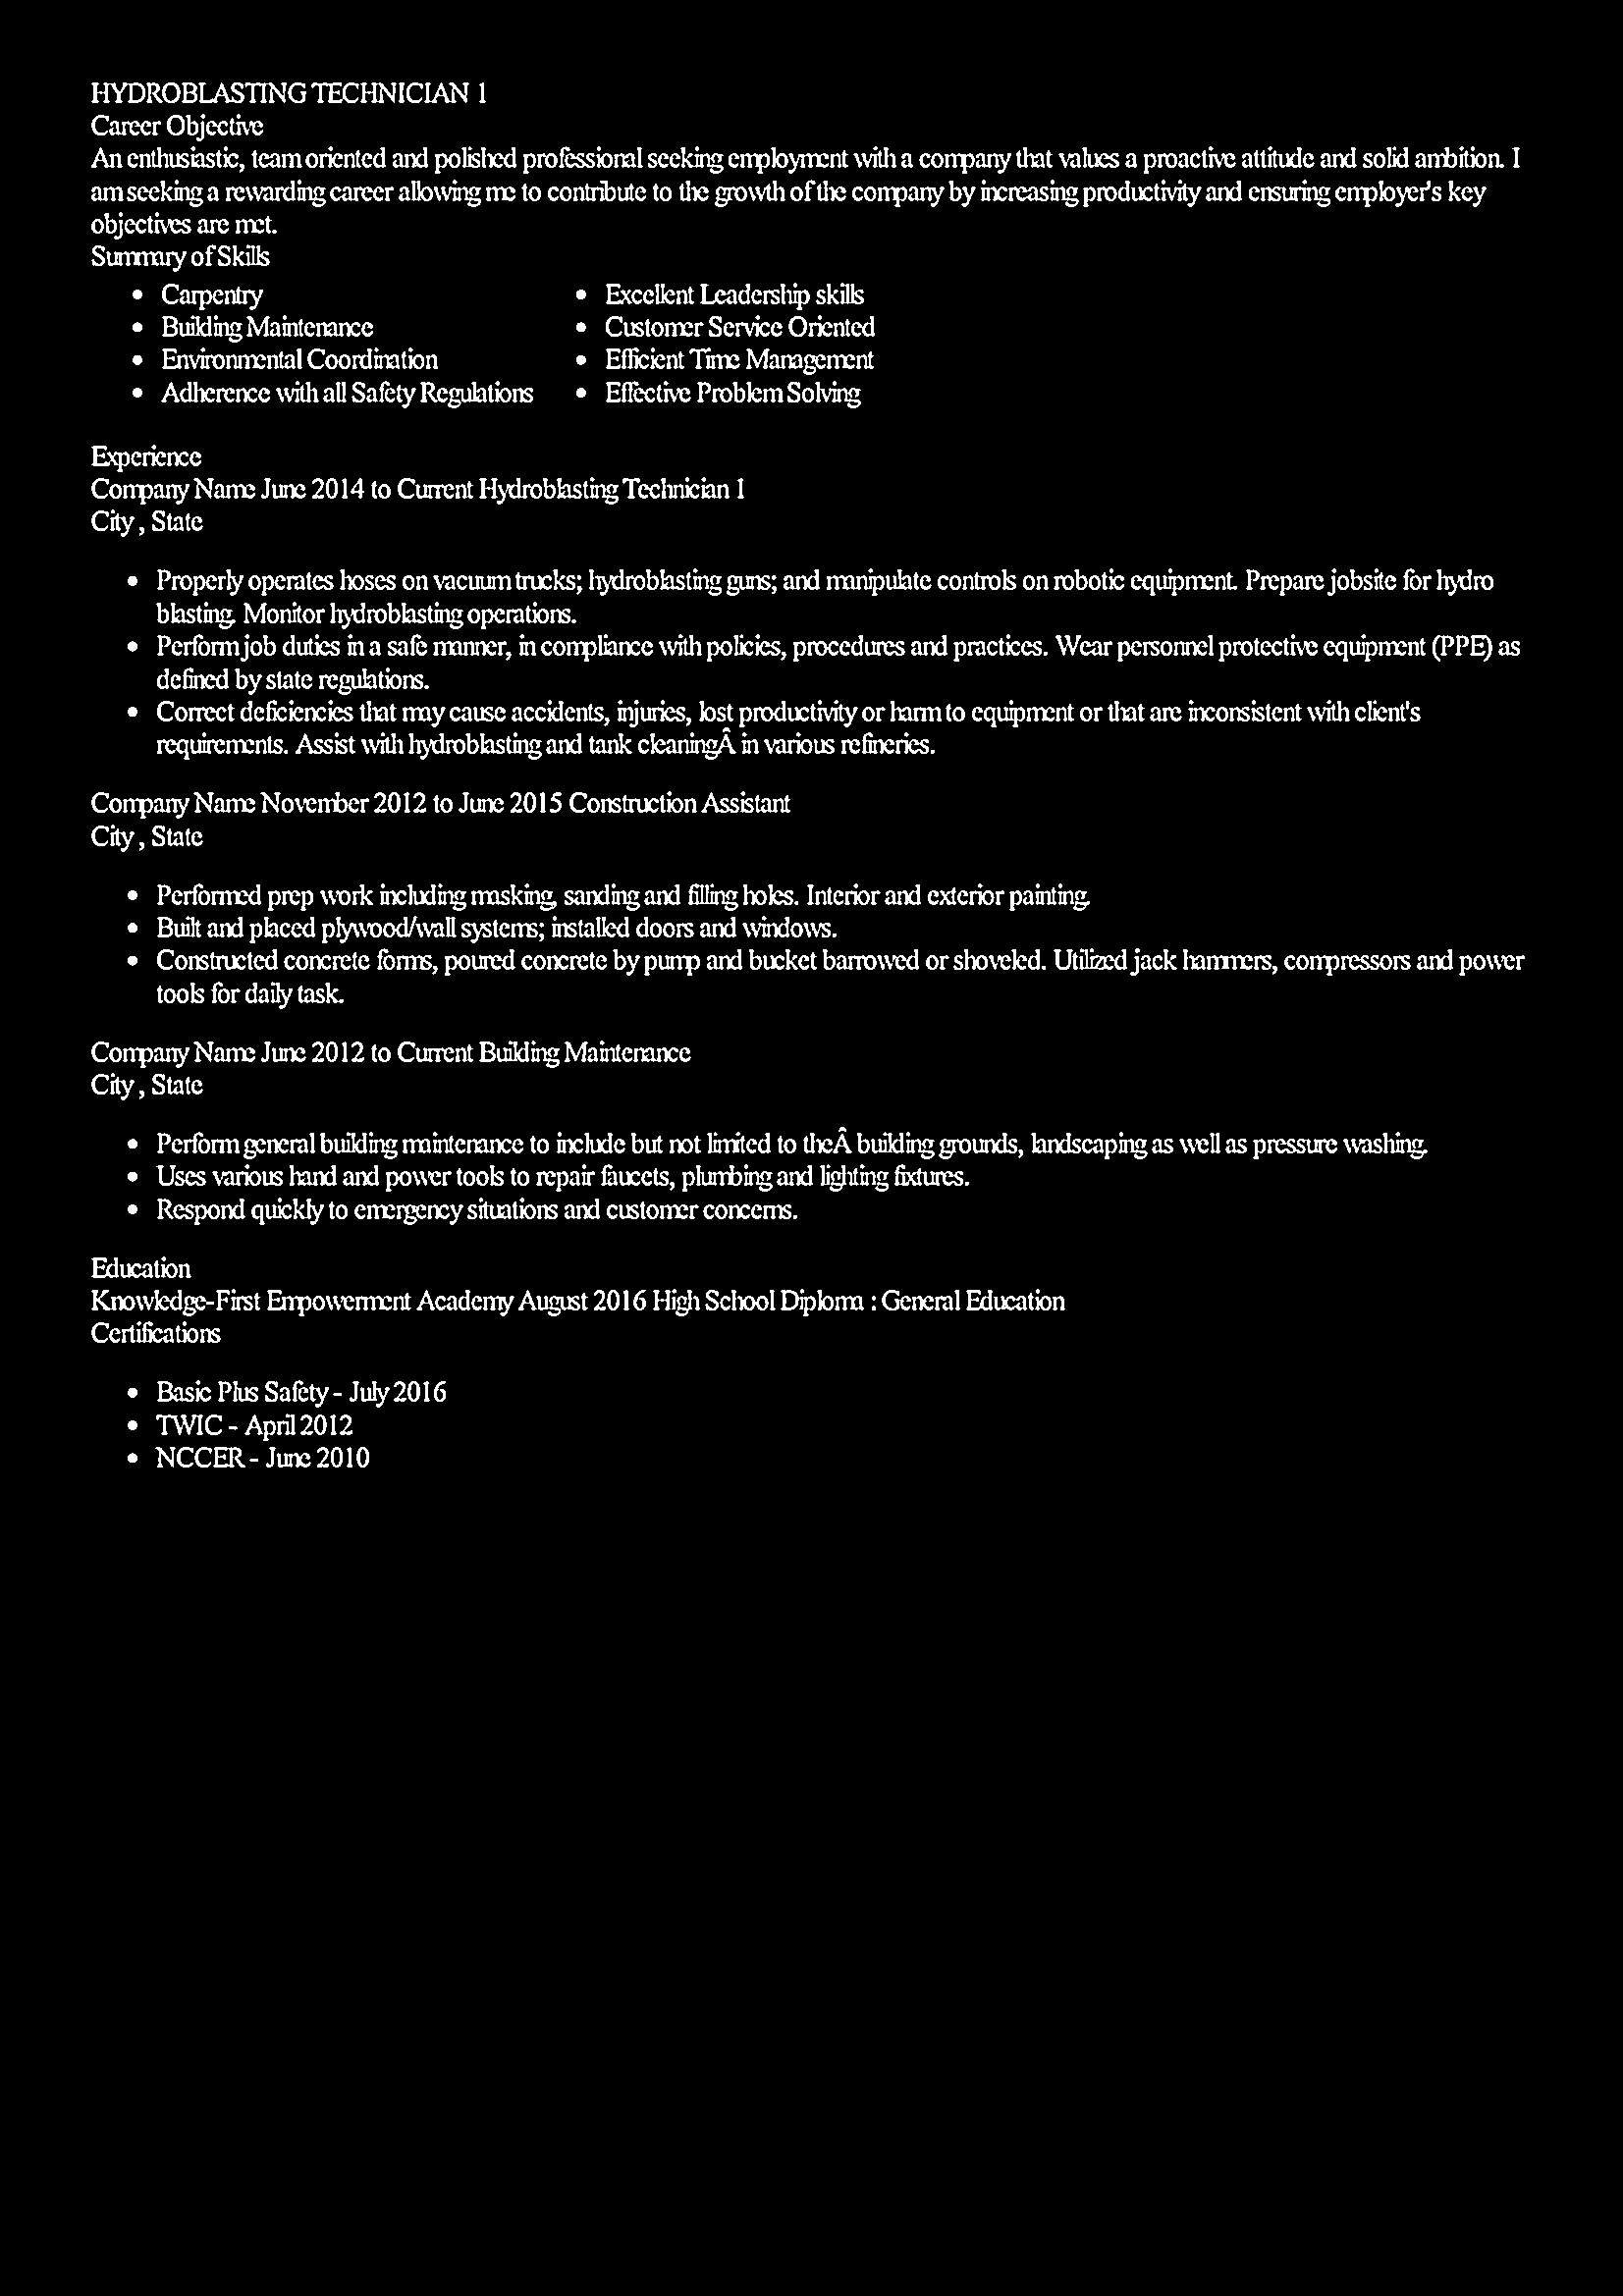 HYDROBLASTING TECHNICIAN 1
Career Objective
An enthusiastic, team oriented and polished professional seeking employment with a company that values a proactive attitude and solid ambition. I
am seeking a rewarding career allowing me to contribute to the growth of the company by increasing productivity and ensuring employer's key
objectives are met.
Summary of Skills
• Carpentry
• Building Maintenance
• Environmental Coordination
• Adherence with all Safety Regulations
• Excellent Leadership skills
• Customer Service Oriented
• Efficient Time Management
• Effective Problem Solving
Experience
Company Name June 2014 to Current Hydroblasting Technician 1
City , State
• Properly operates hoses on vacuum trucks; hydroblasting guns; and manipulate controls on robotic equipment. Prepare jobsite for hydro
blasting. Monitor hydroblasting operations.
• Perform job duties in a safe manner, in compliance with policies, procedures and practices. Wear personnel protective equipment (PPE) as
defined by state regulations.
• Correct deficiencies that may cause accidents, injuries, lost productivity or harm to equipment or that are inconsistent with client's
requirements. Assist with hydroblasting and tank cleaningÂ in various refineries.
Company Name November 2012 to June 2015 Construction Assistant
City , State
• Performed prep work including masking, sanding and filling holes. Interior and exterior painting.
• Built and placed plywood/wall systems; installed doors and windows.
• Constructed concrete forms, poured concrete by pump and bucket barrowed or shoveled. Utilized jack hammers, compressors and power
tools for daily task.
Company Name June 2012 to Current Building Maintenance
City , State
• Perform general building maintenance to include but not limited to theÂ building grounds, landscaping as well as pressure washing.
• Uses various hand and power tools to repair faucets, plumbing and lighting fixtures.
• Respond quickly to emergency situations and customer concerns.
Education
Knowledge-First Empowerment Academy August 2016 High School Diploma : General Education
Certifications
• Basic Plus Safety - July 2016
• TWIC - April 2012
• NCCER - June 2010